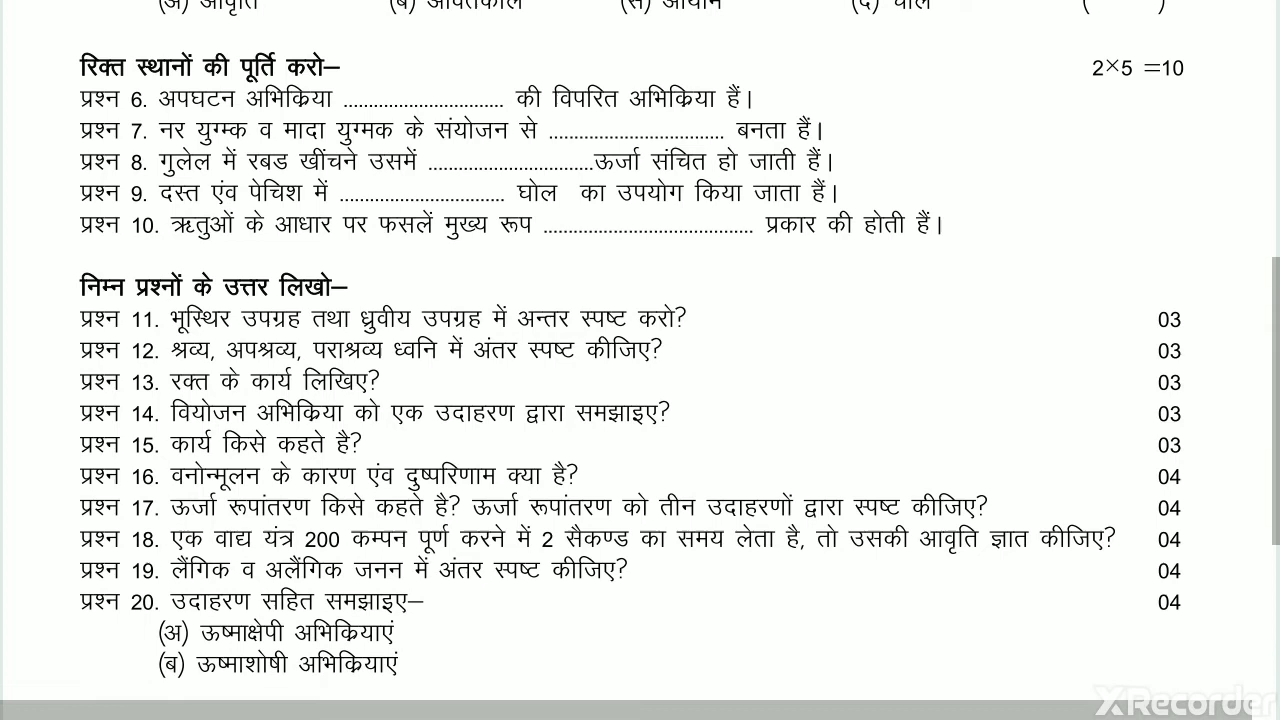 (अ) आवृति (ब) आवर्तकाल (स) आयाम (द) चाल ( )
रिक्त स्थानों की पूर्ति करो– 2×5 =10
प्रश्न 6. अपघटन अभिक्रिया ................................ की विपरित अभिक्रिया हैं।
प्रश्न 7. नर युग्म्क व मादा युग्मक के संयोजन से ................................... बनता हैं।
प्रश्न 8. गुलेल में रबड खींचने उसमें .................................ऊर्जा संचित हो जाती हैं।
प्रश्न 9. दस्त एंव पेचिश में ................................. घोल का उपयोग किया जाता हैं।
प्रश्न 10. ऋतुओं के आधार पर फसलें मुख्य रूप .......................................... प्रकार की होती हैं।
निम्न प्रश्नों के उत्तर लिखो–
प्रश्न 11. भूस्थिर उपग्रह तथा ध्रुवीय उपग्रह में अन्तर स्पष्ट करो? 03
प्रश्न 12. श्रव्य, अपश्रव्य, पराश्रव्य ध्वनि में अंतर स्पष्ट कीजिए? 03
प्रश्न 13. रक्त के कार्य लिखिए? 03
प्रश्न 14. वियोजन अभिक्रिया को एक उदाहरण द्वारा समझाइए? 03
प्रश्न 15. कार्य किसे कहते है? 03
प्रश्न 16. वनोन्मूलन के कारण एंव दुष्परिणाम क्या है? 04
प्रश्न 17. ऊर्जा रूपांतरण किसे कहते है? ऊर्जा रूपांतरण को तीन उदाहरणों द्वारा स्पष्ट कीजिए? 04
प्रश्न 18. एक वाद्य यंत्र 200 कम्पन पूर्ण करने में 2 सैकण्ड का समय लेता है, तो उसकी आवृति ज्ञात कीजिए? 04
प्रश्न 19. लैंगिक व अलैंगिक जनन में अंतर स्पष्ट कीजिए? 04
प्रश्न 20. उदाहरण सहित समझाइए– 04
(अ) ऊष्माक्षेपी अभिक्रियाएं
(ब) ऊष्माशोषी अभिक्रियाएं
XRecorder